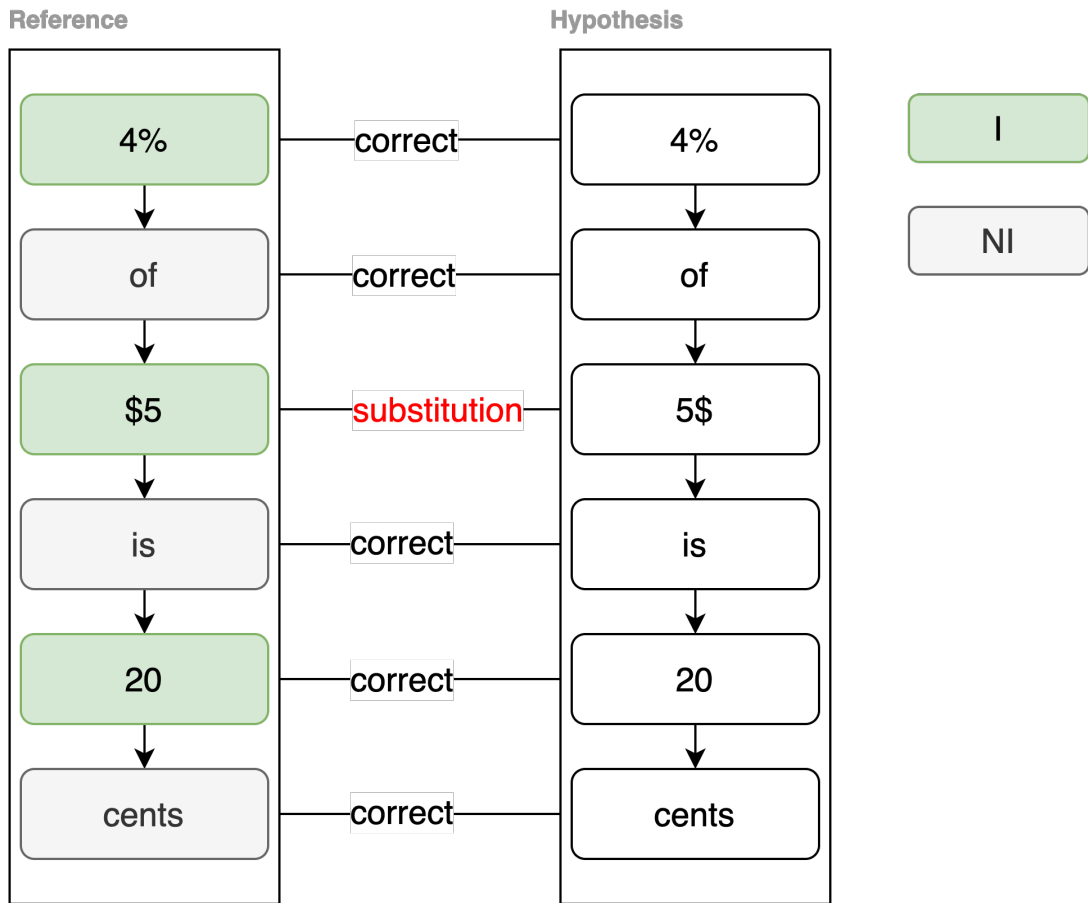 Reference Hypothesis
4% correct 4% I
of correct of NI
$5 substitution 5$
is correct is
20 correct 20
cents correct cents